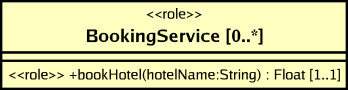 <<role>>
BookingService [0..*]
<<role>> +bookHotel(hotelName:String) : Float [1..1]